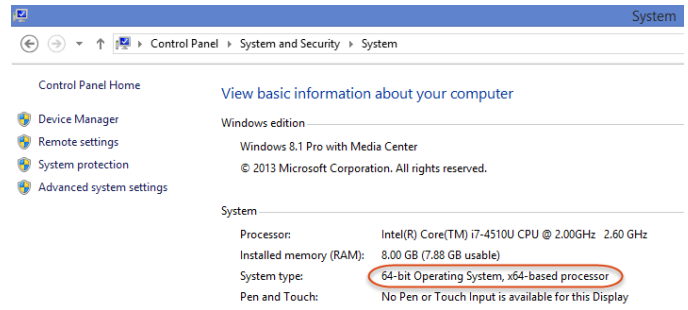 System
Control Panel System and Security System
Control Panel Home
Device Manager
Remote settings
System protection
Advanced system settings
View basic information about your computer
Windows edition
Windows 8.1 Pro with Media Center
© 2013 Microsoft Corporation. All rights reserved.
System
Processor: Intel(R) Core(TM) i7-4510U CPU @ 2.00GHz 2.60 GHz
Installed memory (RAM): 8.00 GB (7.88 GB usable)
System type: 64-bit Operating System, x64-based processor
Pen and Touch: No Pen or Touch Input is available for this Display